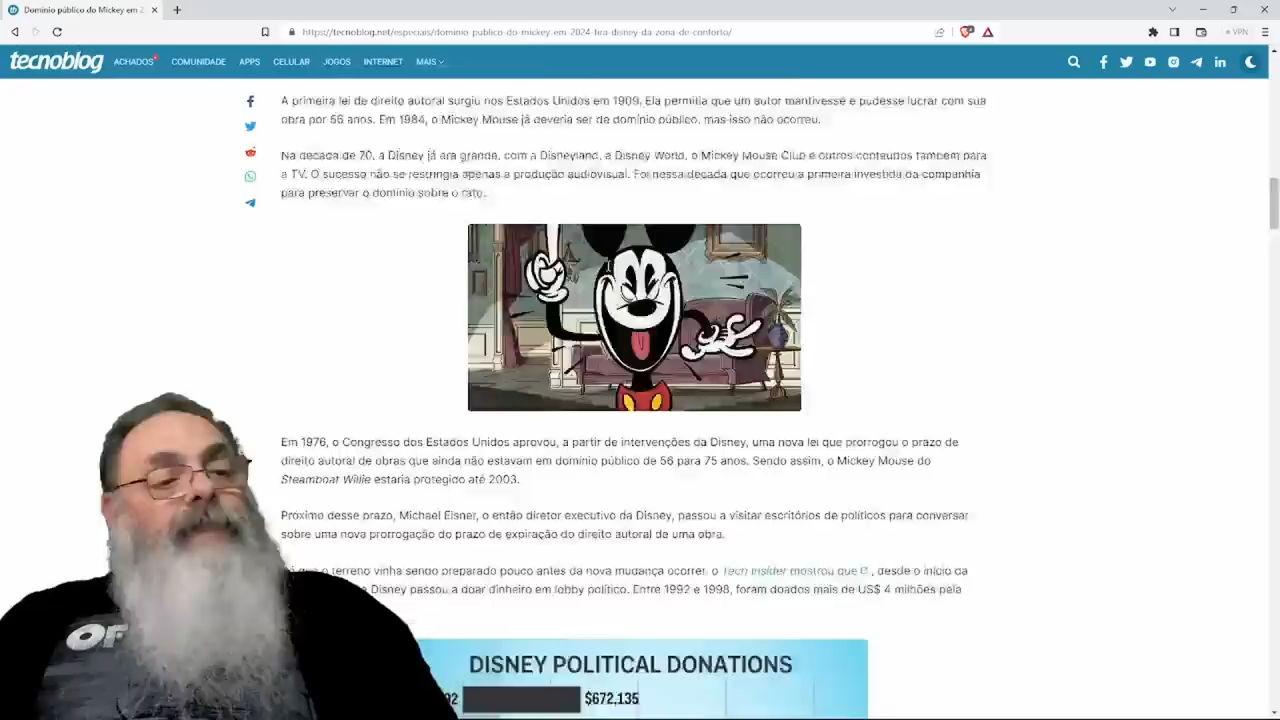 Domínio público do Mickey em 2
https://tecnoblog.net/especiais/dominio-publico-do-mickey-em-2024-tira-disney-da-zona-de-conforto/
VPN
tecnoblog ACHADOS COMUNIDADE APPS CELULAR JOGOS INTERNET MAIS
A primeira lei de direito autoral surgiu nos Estados Unidos em 1909. Ela permitia que um autor mantivesse e pudesse lucrar com sua
obra por 56 anos. Em 1984, o Mickey Mouse já deveria ser de domínio público, mas isso não ocorreu.
Na década de 70, a Disney já era grande, com a Disneyland, a Disney World, o Mickey Mouse Club e outros conteúdos também para
a TV. O sucesso não se restringia apenas à produção audiovisual. Foi nessa década que ocorreu a primeira investida da companhia
para preservar o domínio sobre o rato.
Em 1976, o Congresso dos Estados Unidos aprovou, a partir de intervenções da Disney, uma nova lei que prorrogou o prazo de
direito autoral de obras que ainda não estavam em domínio público de 56 para 75 anos. Sendo assim, o Mickey Mouse do
Steamboat Willie estaria protegido até 2003.
Próximo desse prazo, Michael Eisner, o então diretor executivo da Disney, passou a visitar escritórios de políticos para conversar
sobre uma nova prorrogação do prazo de expiração do direito autoral de uma obra.
o terreno vinha sendo preparado pouco antes da nova mudança ocorrer, o Tech Insider mostrou que, desde o início da
Disney passou a doar dinheiro em lobby político. Entre 1992 e 1998, foram doados mais de US$ 4 milhões pela
DISNEY POLITICAL DONATIONS
92 $672,135
OF